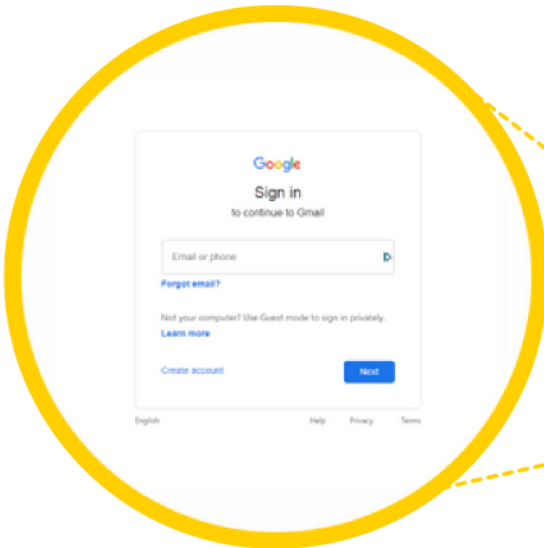 Google
Sign in
to continue to Gmail
Email or phone
Forgot email?
Not your computer? Use Guest mode to sign in privately.
Learn more
Create account Next
English Help Privacy Terms